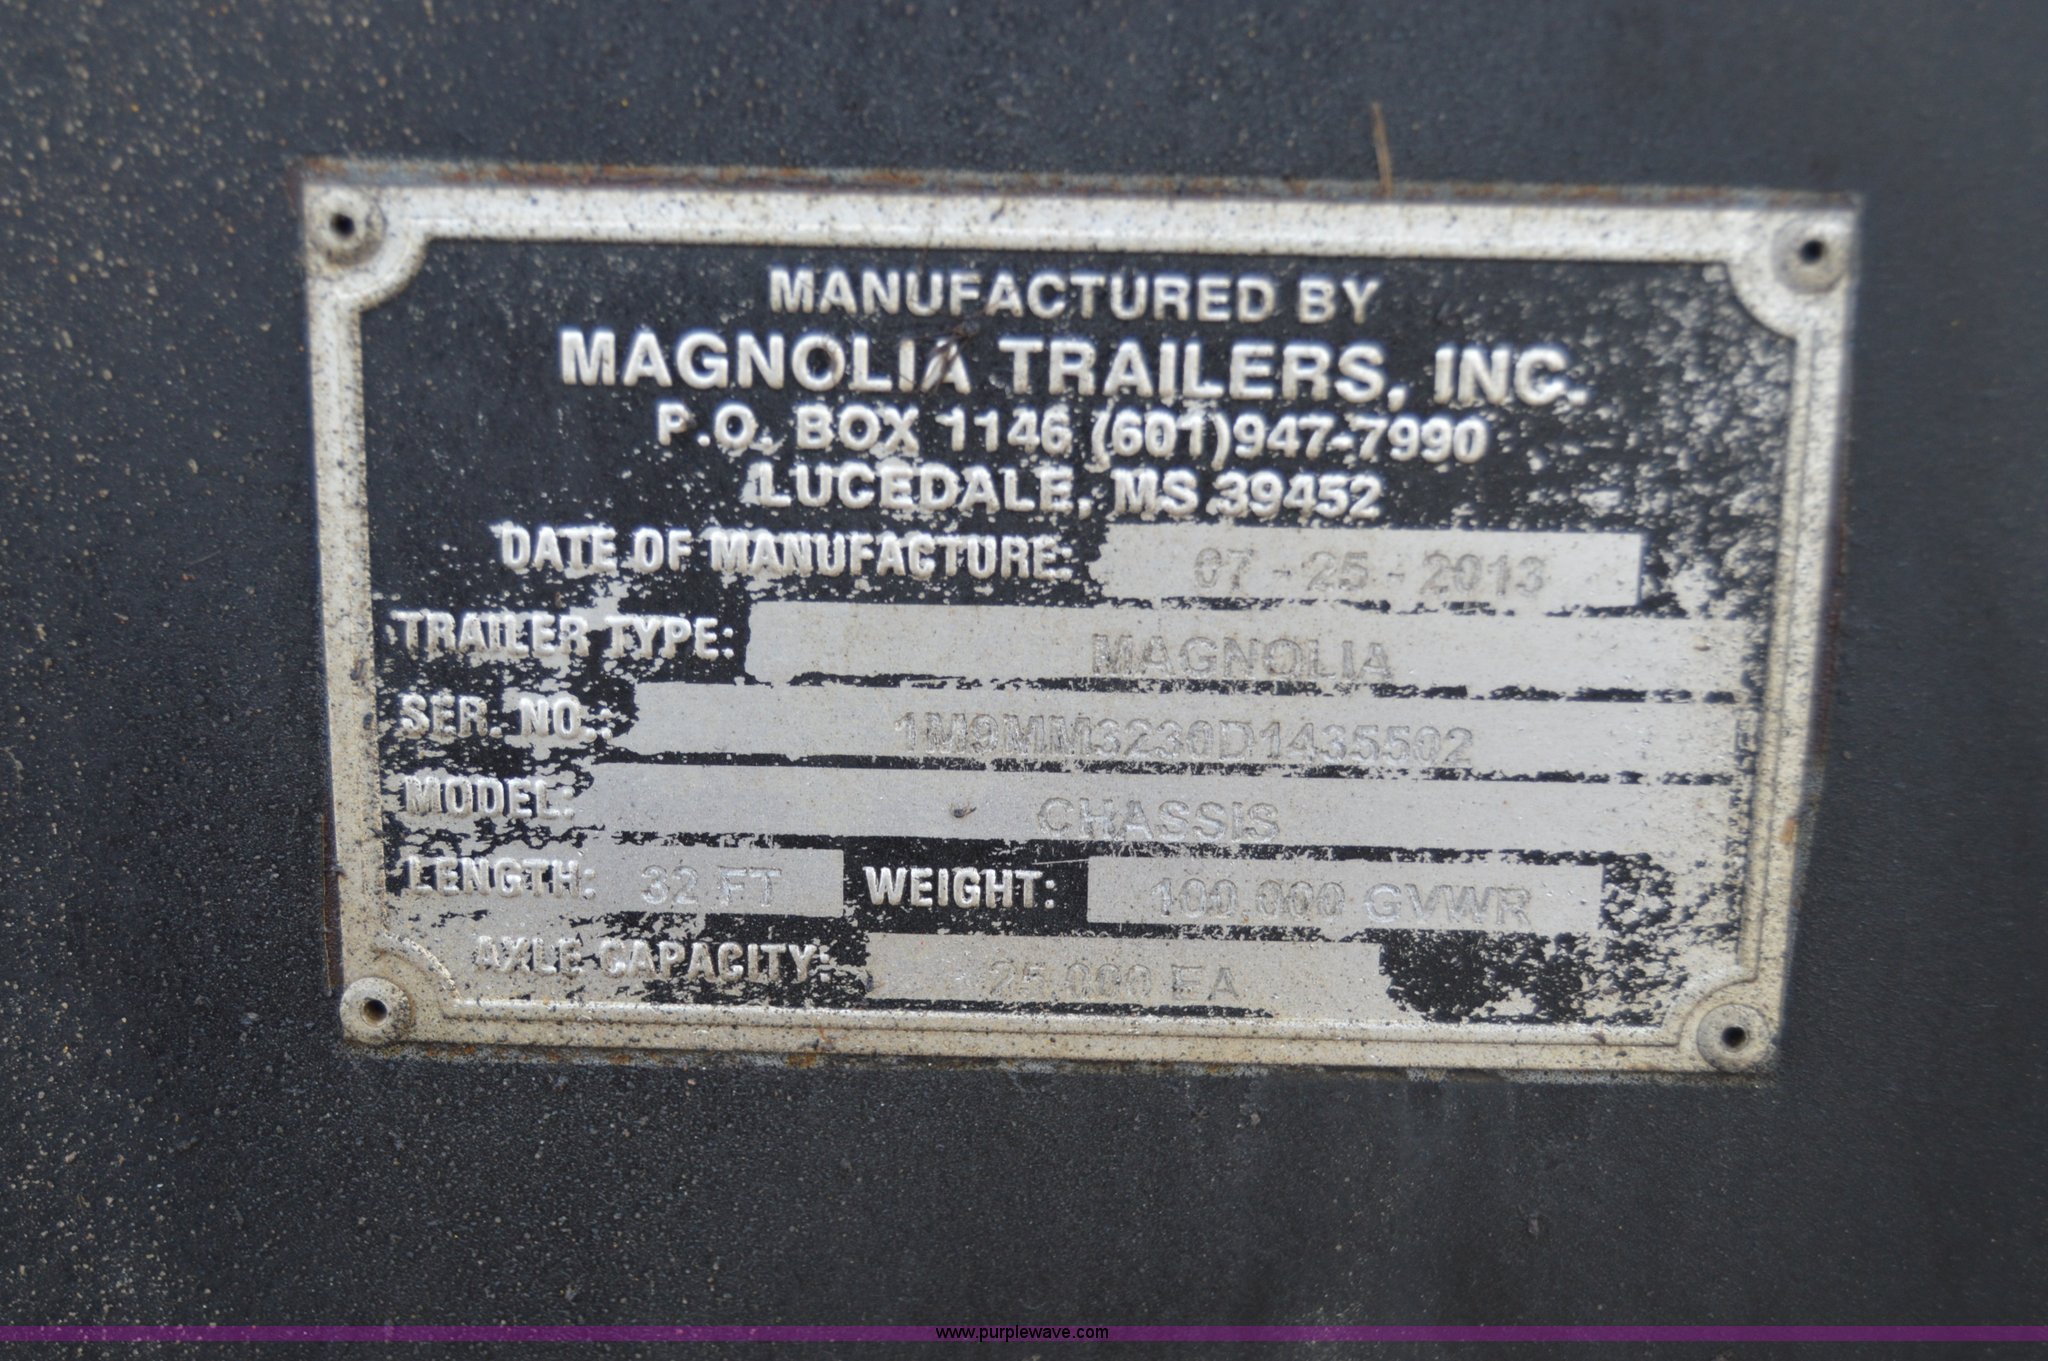 MANUFACTURED BY
MAGNOLIA TRAILERS, INC.
P.O. BOX 1146 (601)947-7990
LUCEDALE, MS 39452
DATE OF MANUFACTURE: 07 - 25 - 2013
TRAILER TYPE: MAGNOLIA
SER. NO.: 1M9MM3230D1435502
MODEL: CHASSIS
LENGTH: 32 FT WEIGHT: 100,000 GVWR
AXLE CAPACITY: 25,000 EA
www.purplewave.com